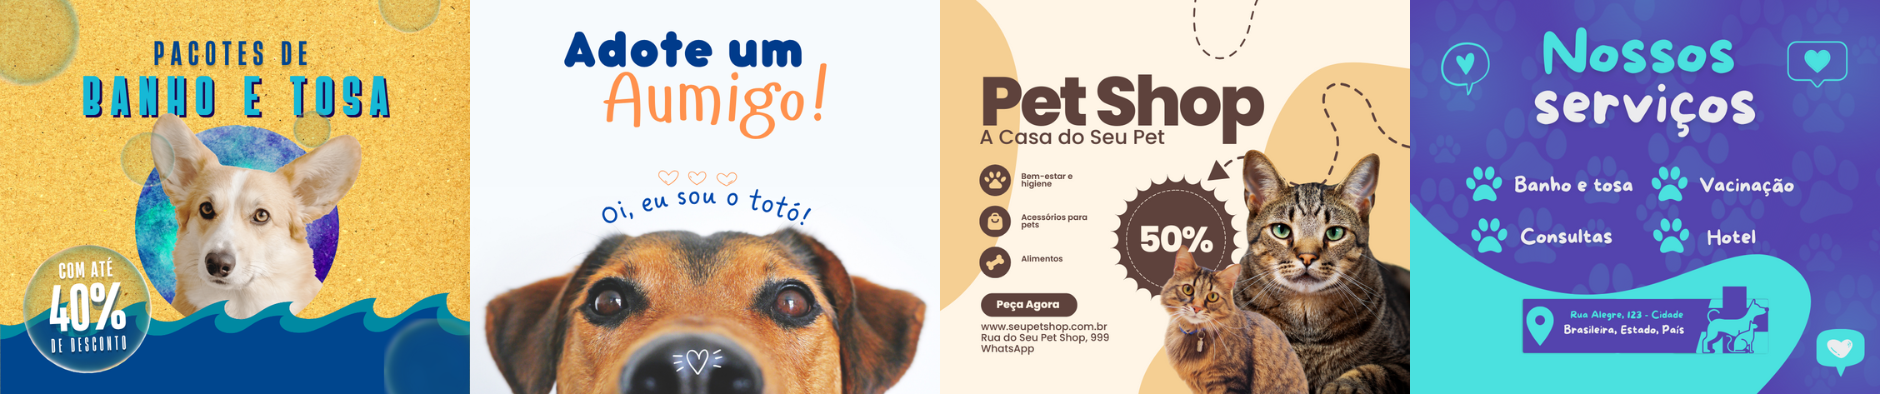 PACOTES DE
BANHO E TOSA
COM ATÉ
40%
DE DESCONTO
Adote um
Aumigo!
Oi, eu sou o totó!
Pet Shop
A Casa do Seu Pet
Bem-estar e
higiene
Acessórios para
pets
Alimentos
50%
Peça Agora
www.seupetshop.com.br
Rua do Seu Pet Shop, 999
WhatsApp
Nossos
serviços
Banho e tosa
Vacinação
Consultas
Hotel
Rua Alegre, 123 - Cidade
Brasileira, Estado, País